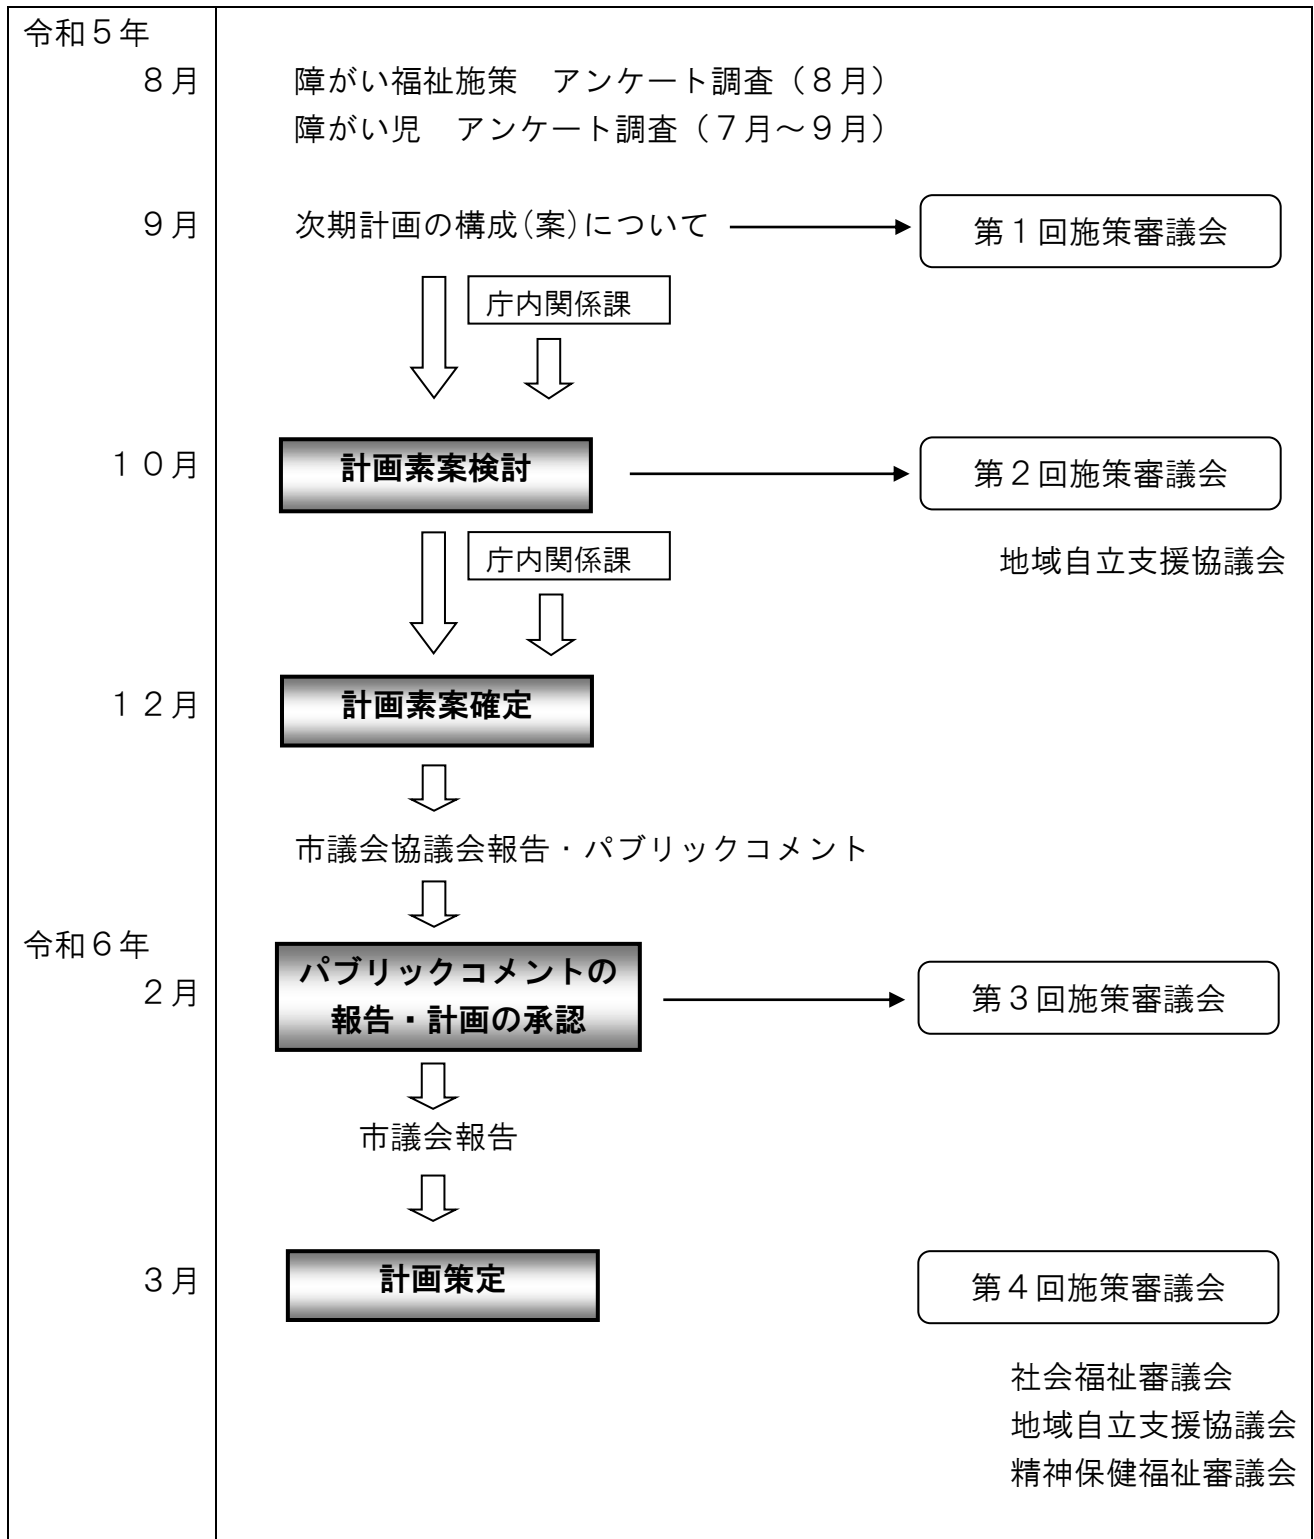 令和５年
８月
障がい福祉施策　アンケート調査（８月）
障がい児　アンケート調査（７月～９月）
９月
次期計画の構成(案)について
第１回施策審議会
庁内関係課
１０月
計画素案検討
第２回施策審議会
庁内関係課
地域自立支援協議会
１２月
計画素案確定
市議会協議会報告・パブリックコメント
令和６年
２月
パブリックコメントの
報告・計画の承認
第３回施策審議会
市議会報告
３月
計画策定
第４回施策審議会
社会福祉審議会
地域自立支援協議会
精神保健福祉審議会